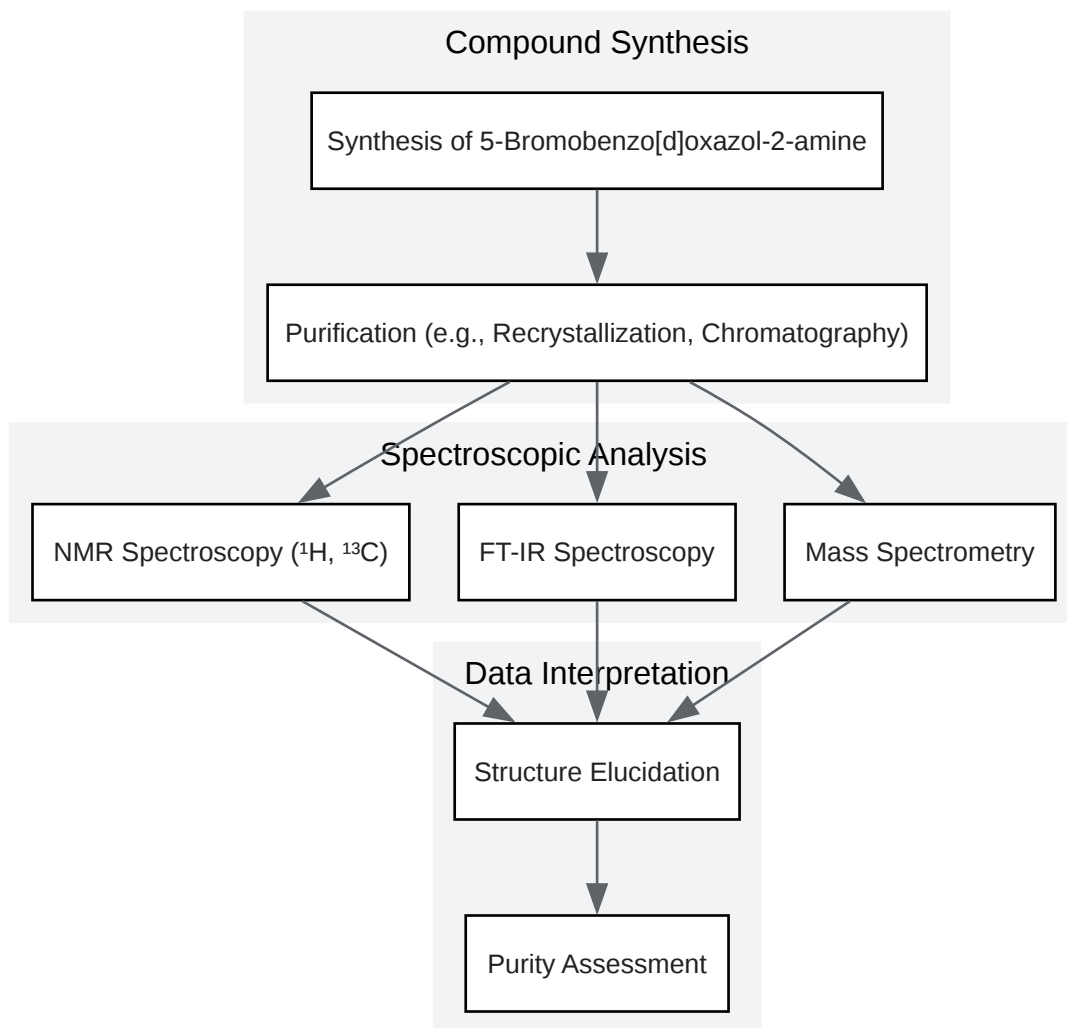 Compound Synthesis
Synthesis of 5-Bromobenzo[d]oxazol-2-amine
Purification (e.g., Recrystallization, Chromatography)
Spectroscopic Analysis
NMR Spectroscopy (¹H, ¹³C)
FT-IR Spectroscopy
Mass Spectrometry
Data Interpretation
Structure Elucidation
Purity Assessment